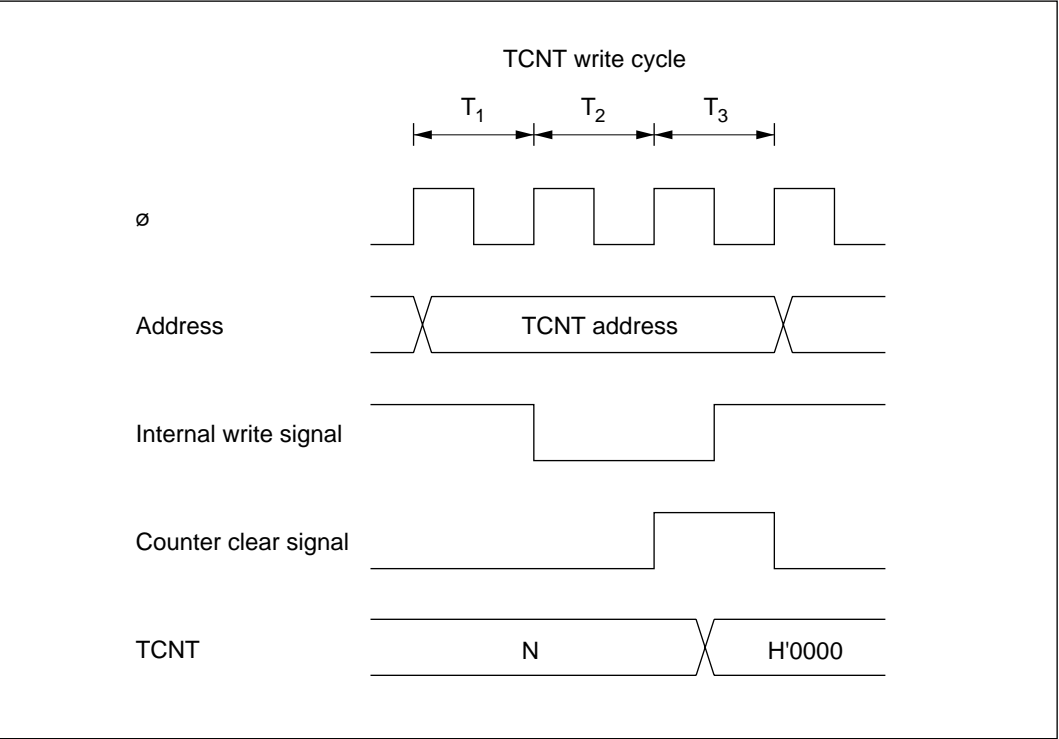 TCNT write cycle
T1 T2 T3
ø
Address TCNT address
Internal write signal
Counter clear signal
TCNT N H'0000